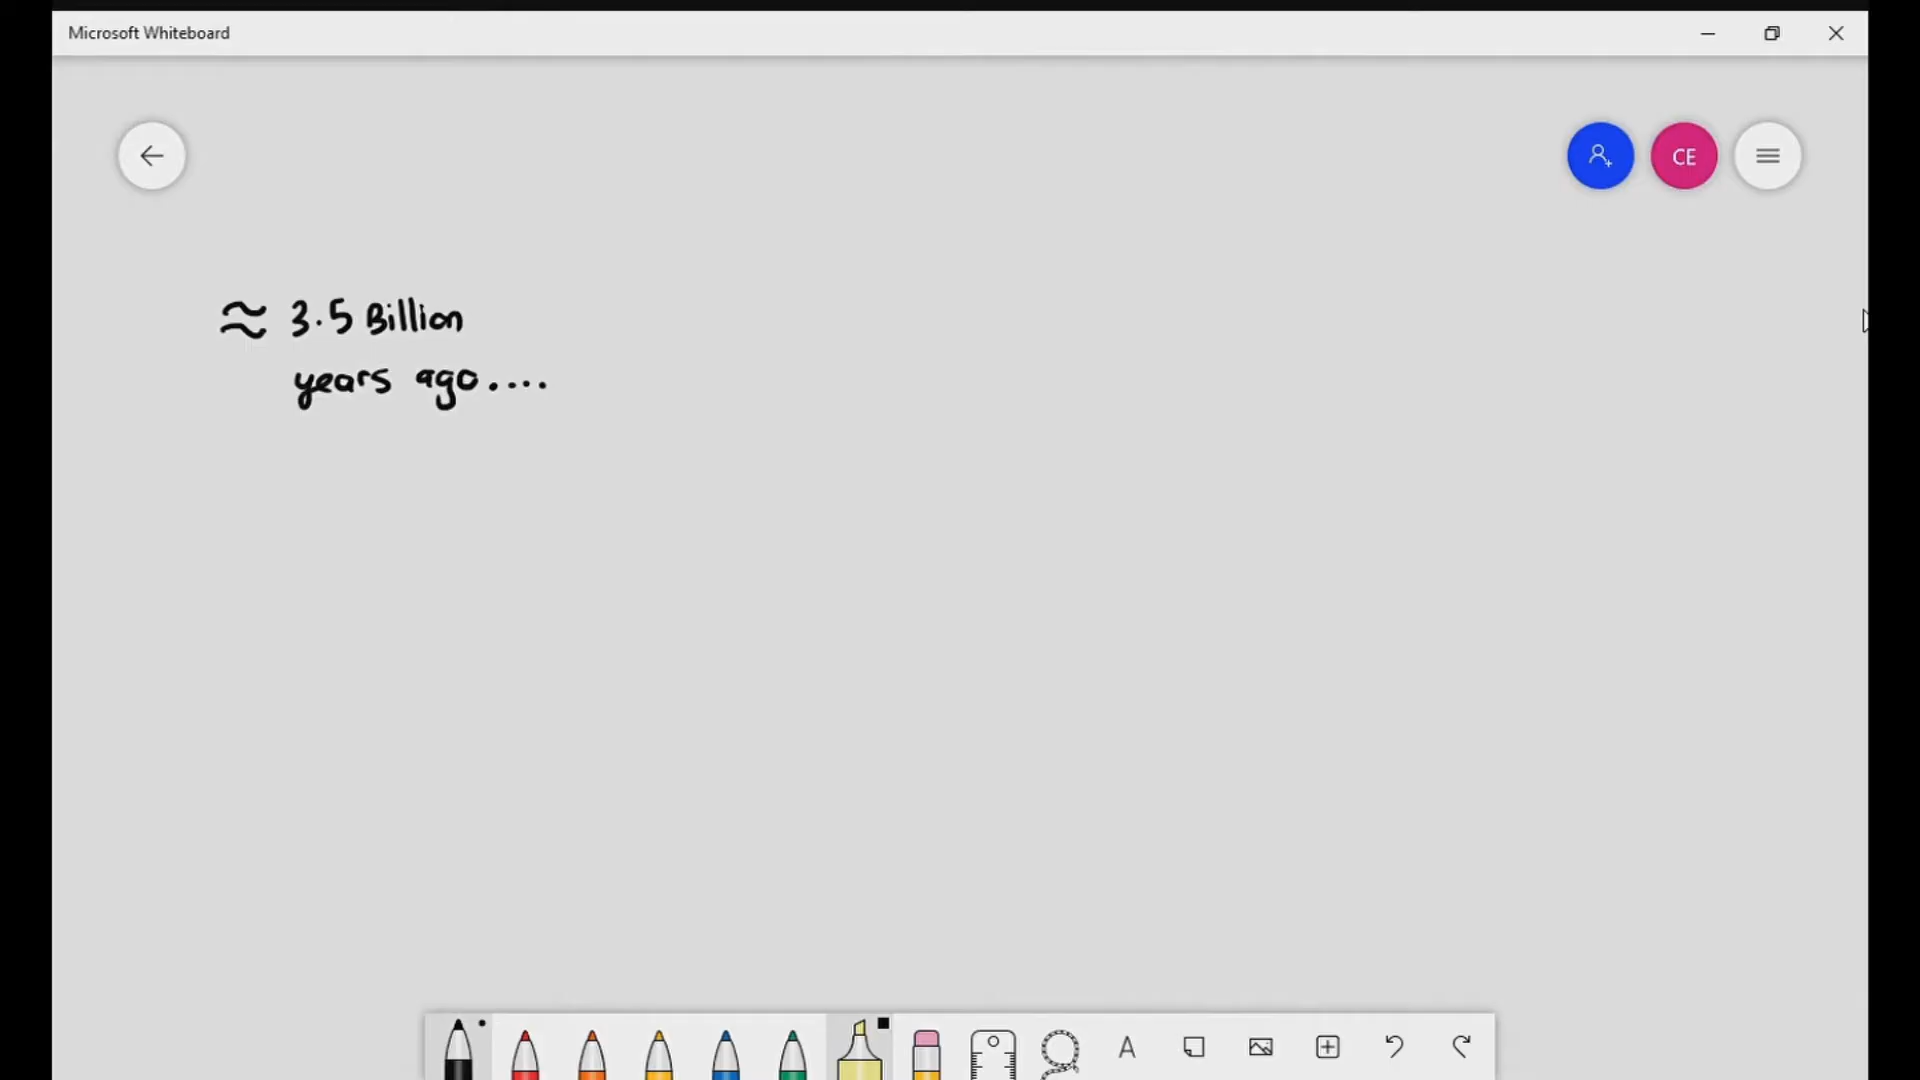 Microsoft Whiteboard
CE
≈ 3.5 Billion
years ago....
A